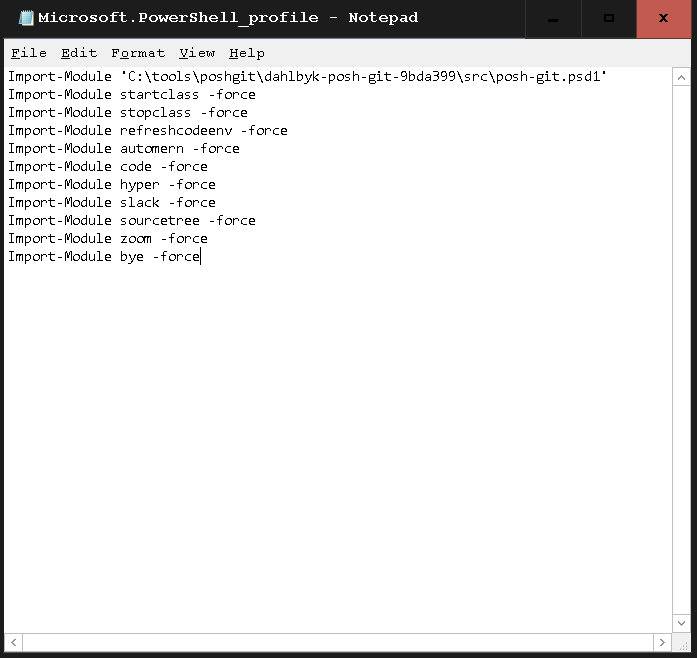 Microsoft.PowerShell_profile - Notepad
File Edit Format View Help
Import-Module 'C:\tools\poshgit\dahlbyk-posh-git-9bda399\src\posh-git.psd1'
Import-Module startclass -force
Import-Module stopclass -force
Import-Module refreshcodeenv -force
Import-Module automern -force
Import-Module code -force
Import-Module hyper -force
Import-Module slack -force
Import-Module sourcetree -force
Import-Module zoom -force
Import-Module bye -force